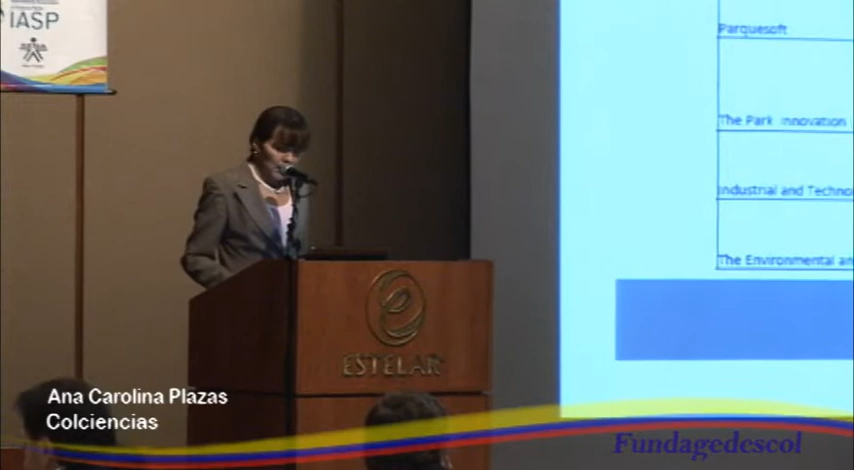 IASP
Parquesoft
The Park Innovation
Industrial and Techno
The Environmental an
ESTELAR
Ana Carolina Plazas
Colciencias
Fundagedescol